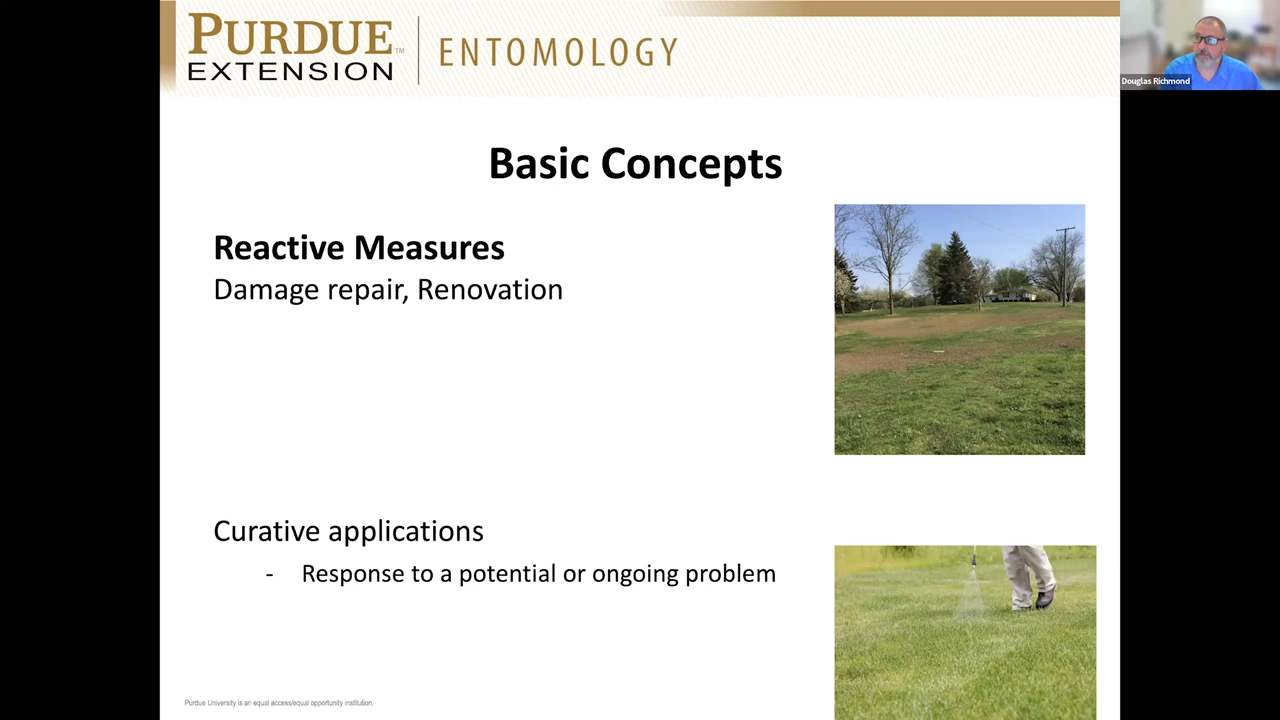 PURDUE™
EXTENSION
ENTOMOLOGY
Douglas Richmond
Basic Concepts
Reactive Measures
Damage repair, Renovation
Curative applications
- Response to a potential or ongoing problem
Purdue University is an equal access/equal opportunity institution.